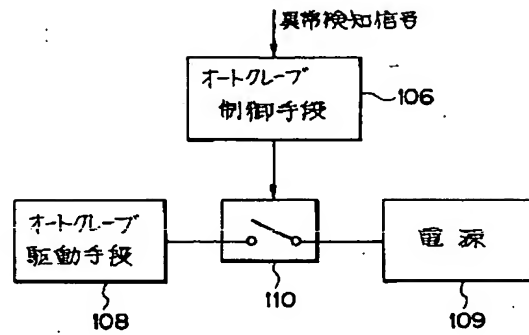 異常検知信号
オートクレーブ
制御手段
106
オートクレーブ
駆動手段
108
110
電源
109